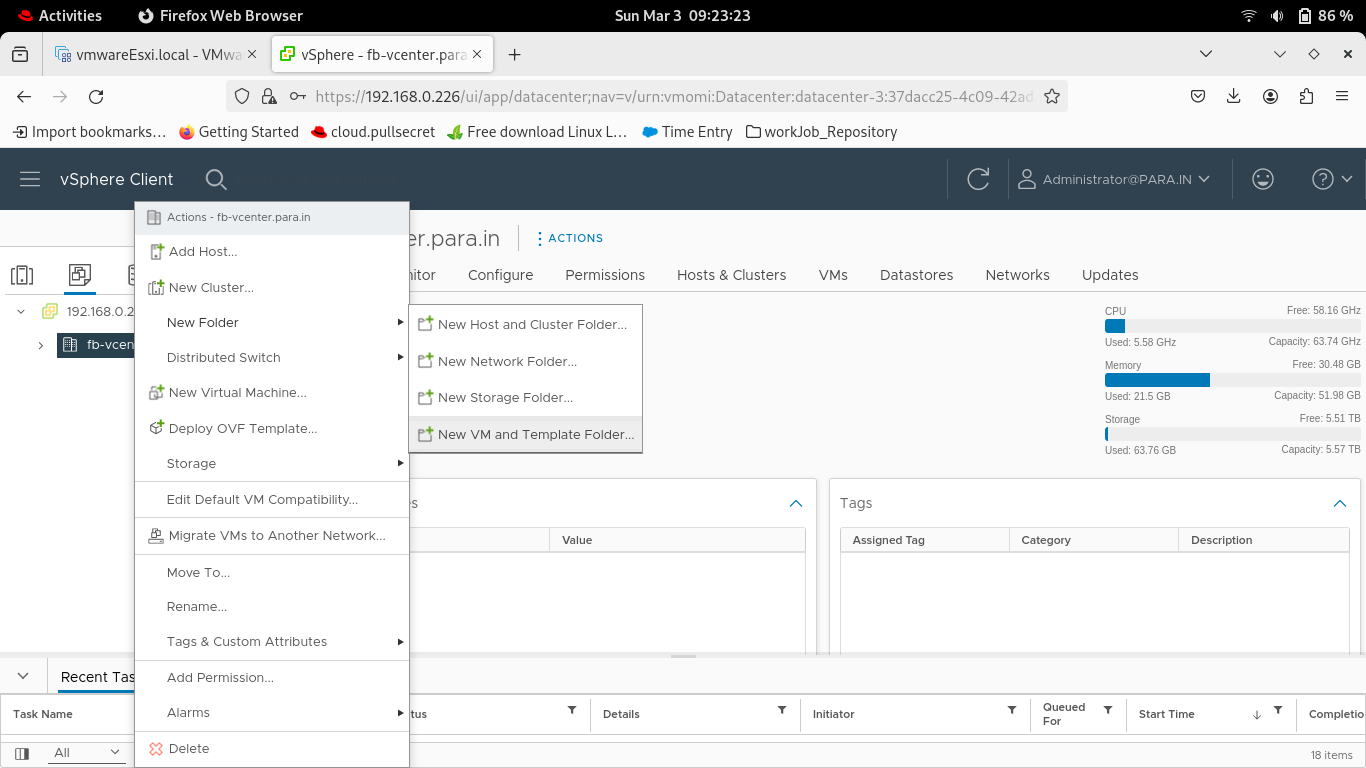 Activities Firefox Web Browser Sun Mar 3 09:23:23 86 %
vmwareEsxi.local - VMwa vSphere - fb-vcenter.para
https://192.168.0.226/ui/app/datacenter;nav=v/urn:vmomi:Datacenter:datacenter-3:37dacc25-4c09-42ad
Import bookmarks… Getting Started cloud.pullsecret Free download Linux L… Time Entry workJob_Repository
vSphere Client Administrator@PARA.IN
Actions - fb-vcenter.para.in
er.para.in ACTIONS
Add Host...
itor Configure Permissions Hosts & Clusters VMs Datastores Networks Updates
New Cluster...
192.168.0.2
New Folder
fb-vcen
Distributed Switch
New Virtual Machine...
Deploy OVF Template...
Storage
Edit Default VM Compatibility...
Migrate VMs to Another Network...
Move To...
Rename...
Tags & Custom Attributes
Add Permission...
Alarms
Delete
New Host and Cluster Folder...
New Network Folder...
New Storage Folder...
New VM and Template Folder...
CPU Free: 58.16 GHz
Used: 5.58 GHz Capacity: 63.74 GHz
Memory Free: 30.48 GB
Used: 21.5 GB Capacity: 51.98 GB
Storage Free: 5.51 TB
Used: 63.76 GB Capacity: 5.57 TB
es
Value
Tags
Assigned Tag Category Description
Recent Tas
Task Name tus Details Initiator Queued For Start Time Completio
All 18 items